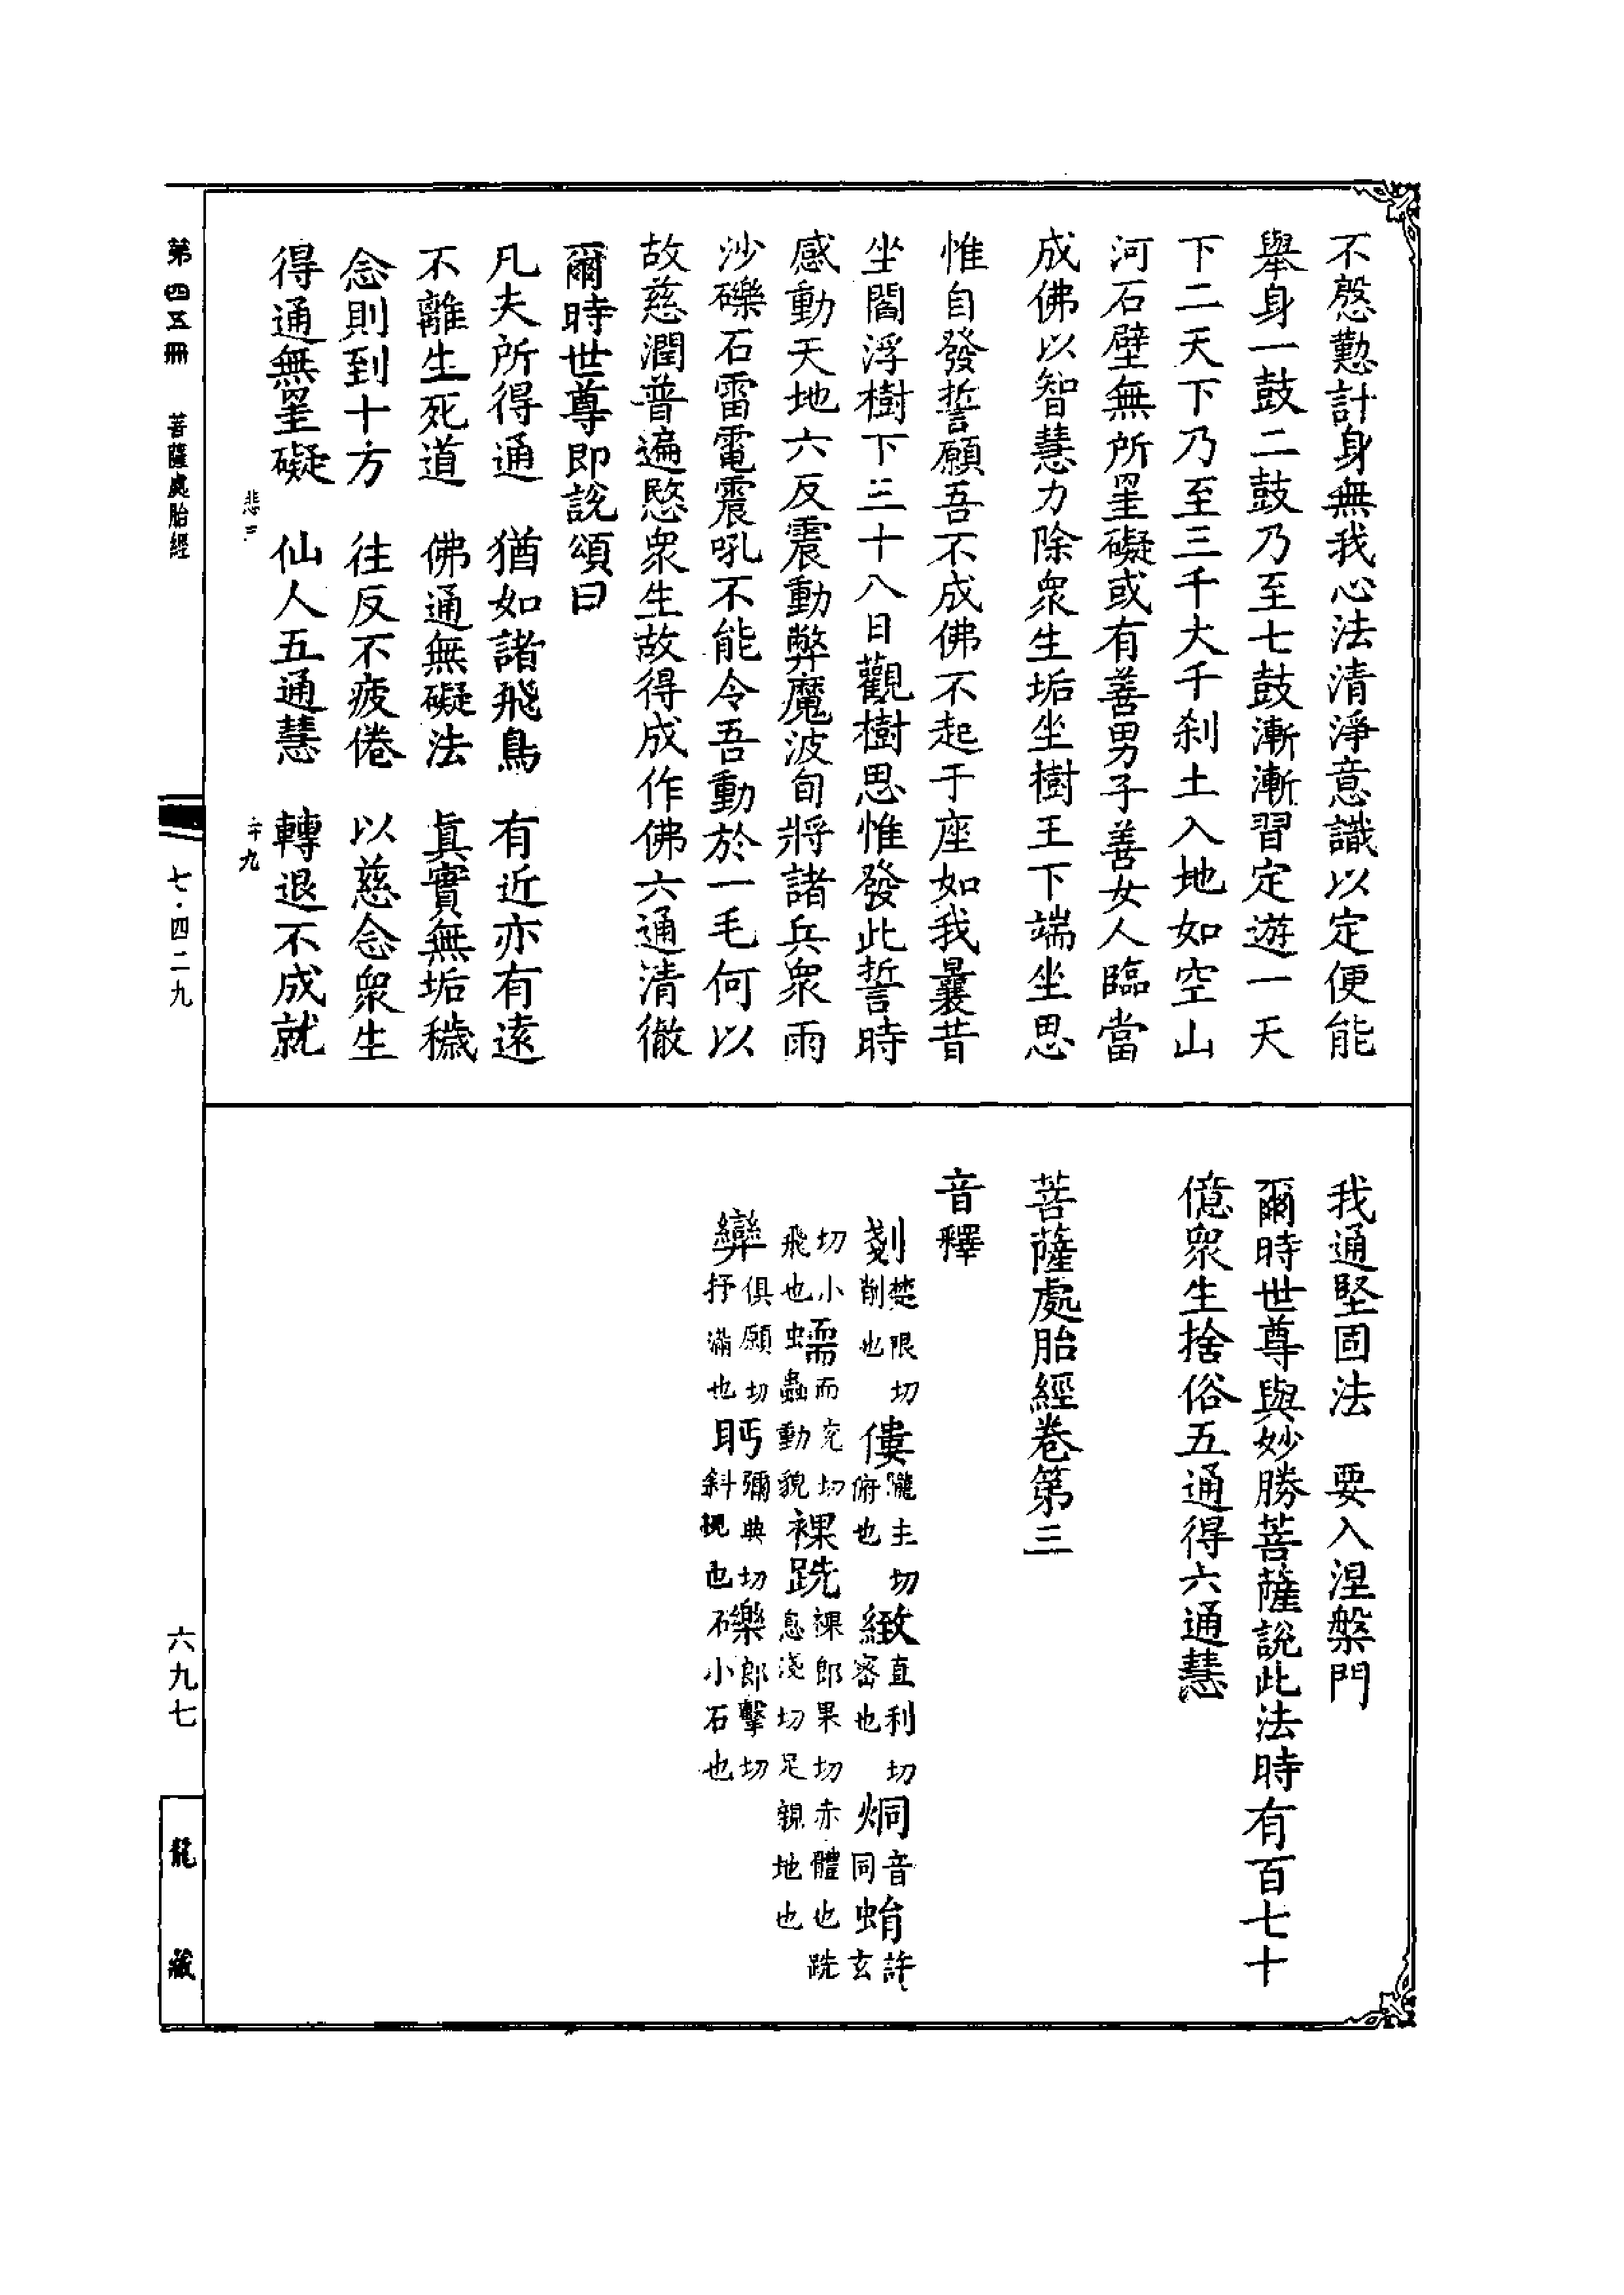 不慇懃計身無我心法清淨意識以定便能
舉身一鼓二鼓乃至七鼓漸漸習定遊一天
下二天下乃至三千大千刹土入地如空山
河石壁無所罣礙或有善男子善女人臨當
成佛以智慧力除衆生垢坐樹王下端坐思
惟自發誓願吾不成佛不起于座如我曩昔
坐閻浮樹下三十八日觀樹思惟發此誓時
感動天地六反震動弊魔波旬將諸兵衆雨
沙礫石雷電震吼不能令吾動於一毛何以
故慈潤普遍愍衆生故得成作佛六通清徹
爾時世尊即說頌曰
凡夫所得通　猶如諸飛鳥　有近亦有遠
不離生死道　佛通無礙法　眞實無垢穢
念則到十方　往反不疲倦　以慈念衆生
得通無罣礙　仙人五通慧　轉退不成就
我通堅固法　要入涅槃門
爾時世尊與妙勝菩薩說此法時有百七十
億衆生捨俗五通得六通慧
菩薩處胎經卷第三
音釋
剗楚限切削也　僂隴主切俯也　緻直利切密也　烔音同　蜎許玄
切小飛也　蝡而兗切虫蟲動貌　裸跣裸郎果切赤體也跣息淺切足親地也
㪻俱願切抒滿也　眄彌典切斜視也　礫郎擊切小石也
第四五冊　菩薩處胎經
悲三
二十九
七·四二九
六九七
龍藏